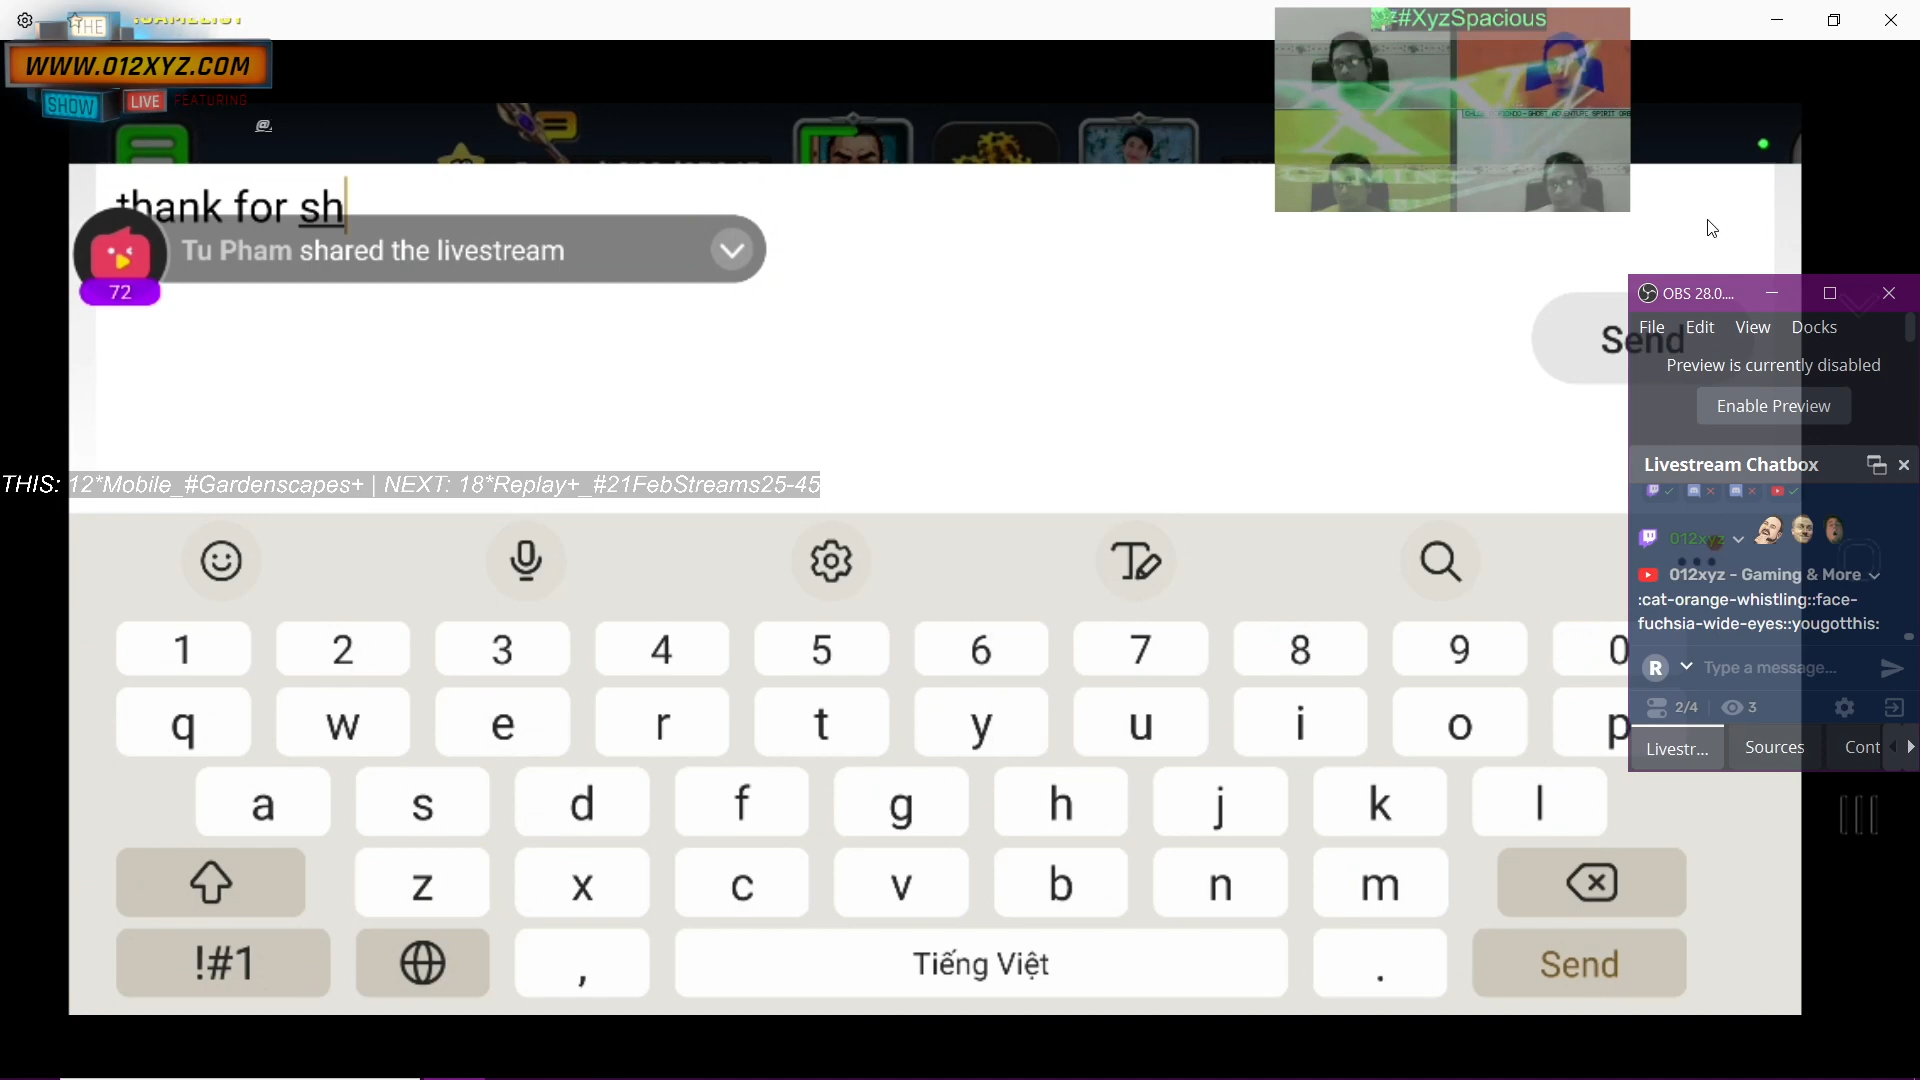 THE
!GAMELIST
WWW.012XYZ.COM
SHOW LIVE FEATURING
@
##XyzSpacious
GAMING
thank for sh
Tu Pham shared the livestream
72
Send
THIS: 12*Mobile_#Gardenscapes+ | NEXT: 18*Replay+_#21FebStreams25-45
OBS 28.0....
File Edit View Docks
Preview is currently disabled
Enable Preview
Livestream Chatbox
012xyz
012xyz - Gaming & More
:cat-orange-whistling::face-
fuchsia-wide-eyes::yougotthis:
R Type a message...
2/4 3
Livestr... Sources Cont
1 2 3 4 5 6 7 8 9 0
q w e r t y u i o p
a s d f g h j k l
z x c v b n m
!#1 , Tiếng Việt . Send